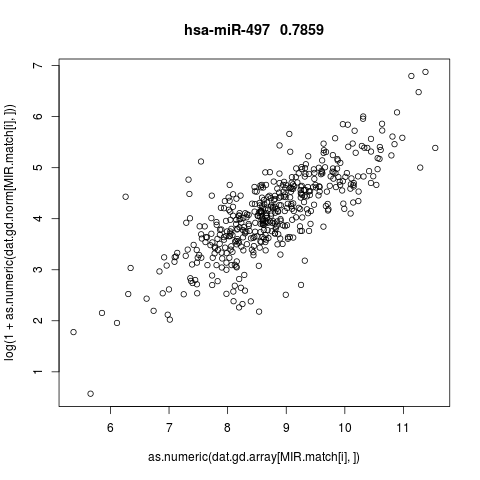 hsa-miR-497 0.7859
log(1 + as.numeric(dat.gd.norm[MIR.match[i], ]))
7
6
5
4
3
2
1
6 7 8 9 10 11
as.numeric(dat.gd.array[MIR.match[i], ])